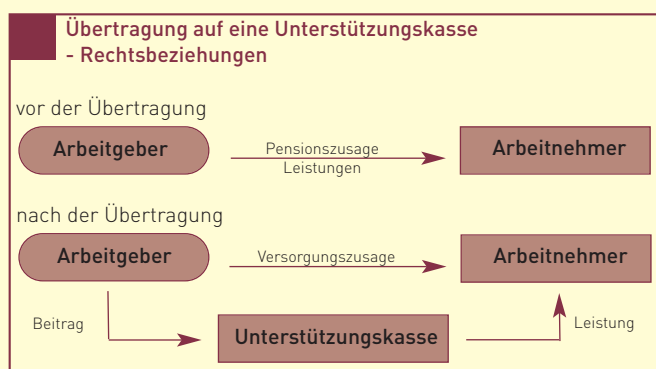 Übertragung auf eine Unterstützungskasse
- Rechtsbeziehungen
vor der Übertragung
Arbeitgeber
Pensionszusage
Leistungen
Arbeitnehmer
nach der Übertragung
Arbeitgeber
Versorgungszusage
Arbeitnehmer
Beitrag
Unterstützungskasse
Leistung